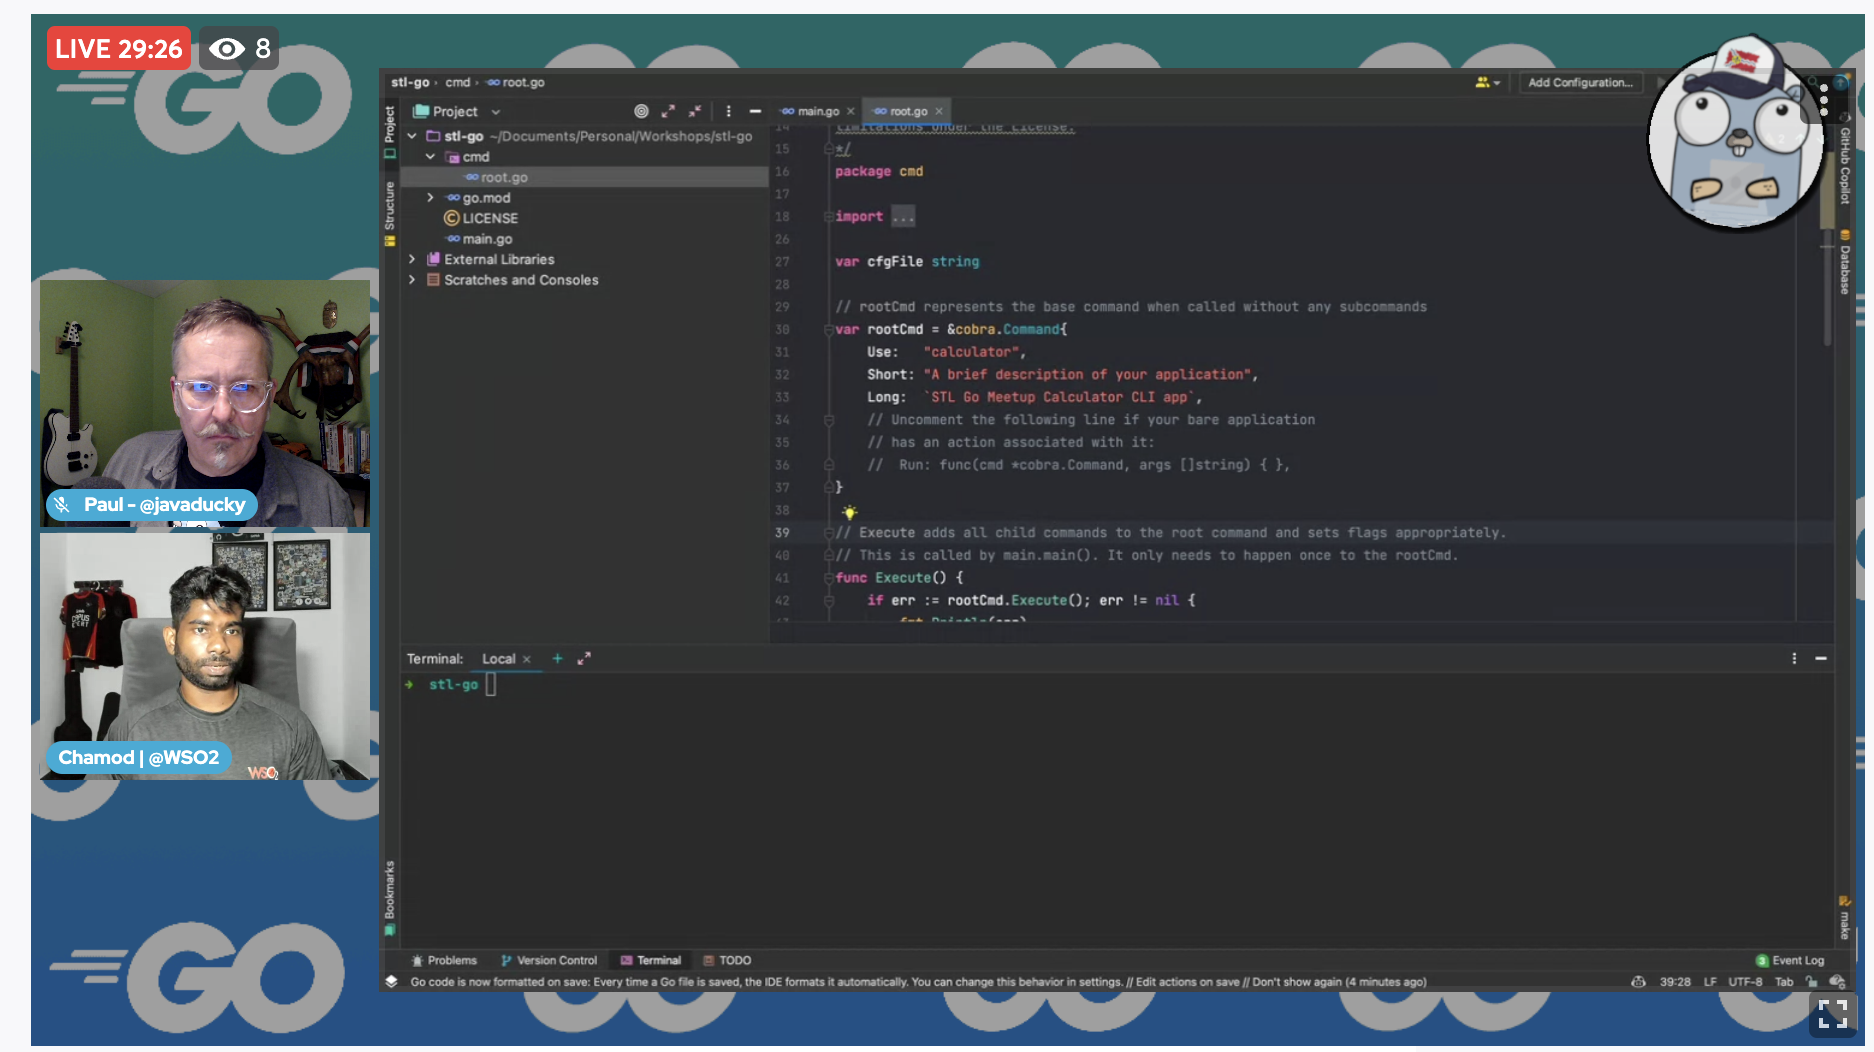 LIVE 29:26 8
GO
stl-go › cmd › root.go
Add Configuration...
Project
main.go
root.go
Project
Structure
Bookmarks
stl-go ~/Documents/Personal/Workshops/stl-go
cmd
root.go
go.mod
LICENSE
main.go
External Libraries
Scratches and Consoles
14 limitations under the License.
15 */
16 package cmd
17
18 import ...
26
27 var cfgFile string
28
29 // rootCmd represents the base command when called without any subcommands
30 var rootCmd = &cobra.Command{
31 Use: "calculator",
32 Short: "A brief description of your application",
33 Long: `STL Go Meetup Calculator CLI app`,
34 // Uncomment the following line if your bare application
35 // has an action associated with it:
36 // Run: func(cmd *cobra.Command, args []string) { },
37 }
38
39 // Execute adds all child commands to the root command and sets flags appropriately.
40 // This is called by main.main(). It only needs to happen once to the rootCmd.
41 func Execute() {
42 if err := rootCmd.Execute(); err != nil {
fmt.Println(err)
GitHub Copilot
Database
make
Paul - @javaducky
Chamod | @WSO2
WSO2
Terminal: Local × +
→ stl-go
Problems
Version Control
Terminal
TODO
3 Event Log
Go code is now formatted on save: Every time a Go file is saved, the IDE formats it automatically. You can change this behavior in settings. // Edit actions on save // Don't show again (4 minutes ago)
39:28 LF UTF-8 Tab
GO